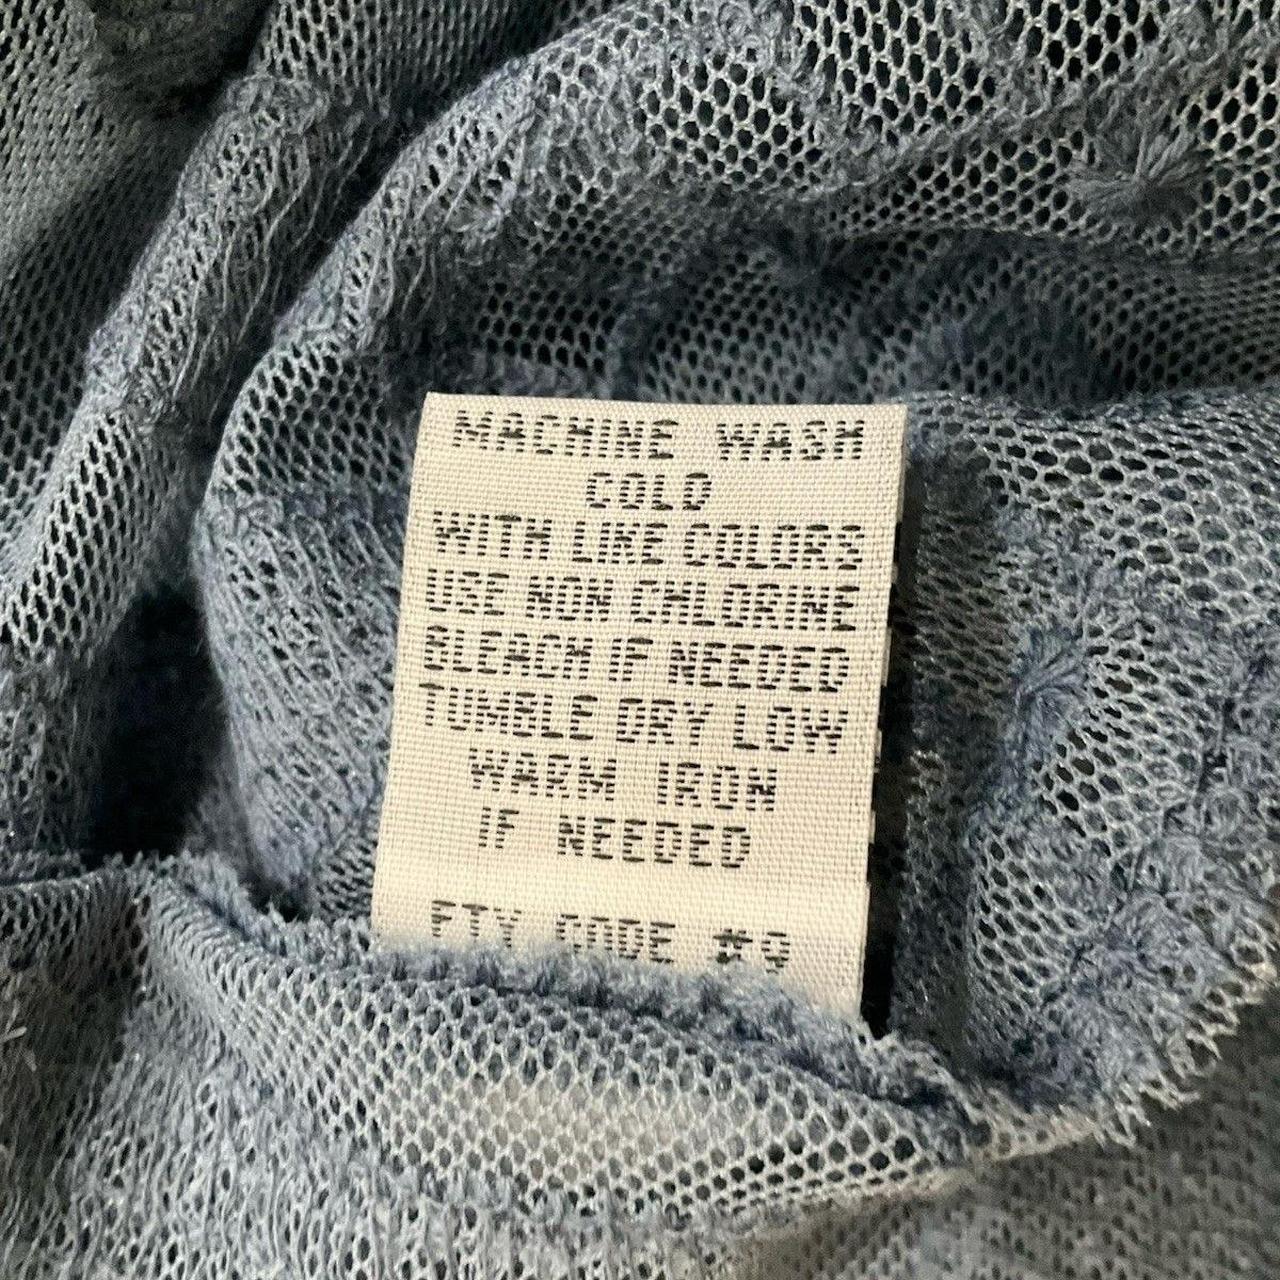 MACHINE WASH
COLD
WITH LIKE COLORS
USE NON CHLORINE
BLEACH IF NEEDED
TUMBLE DRY LOW
WARM IRON
IF NEEDED
FTY CODE #9